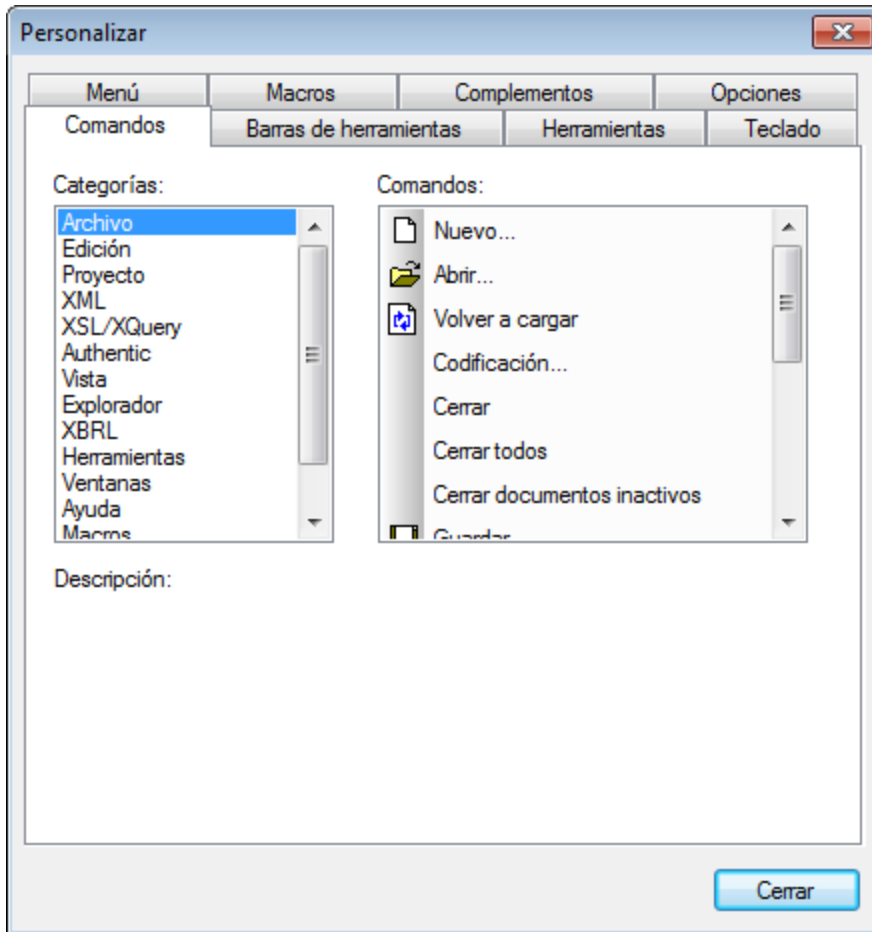 Personalizar
Menú Macros Complementos Opciones
Comandos Barras de herramientas Herramientas Teclado
Categorías: Comandos:
Archivo
Edición
Proyecto
XML
XSL/XQuery
Authentic
Vista
Explorador
XBRL
Herramientas
Ventanas
Ayuda
Macros
Nuevo...
Abrir...
Volver a cargar
Codificación...
Cerrar
Cerrar todos
Cerrar documentos inactivos
Guardar
Descripción:
Cerrar